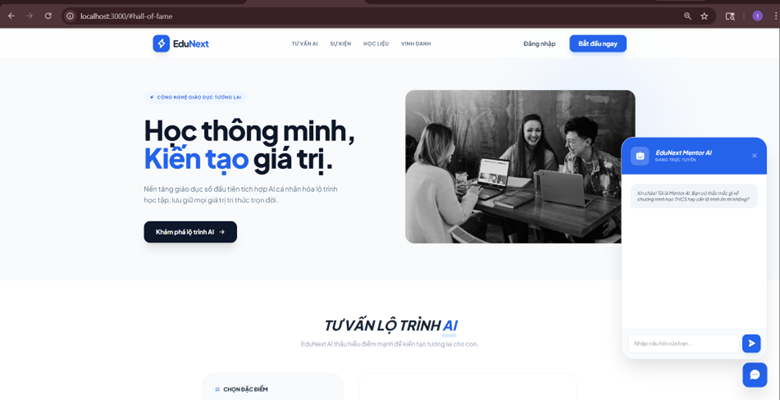 localhost:3000/#hall-of-fame
EduNext
TƯ VẤN AI
SỰ KIỆN
HỌC LIỆU
VINH DANH
Đăng nhập
Bắt đầu ngay
CÔNG NGHỆ GIÁO DỤC TƯƠNG LAI
Học thông minh,
Kiến tạo giá trị.
Nền tảng giáo dục số đầu tiên tích hợp AI cá nhân hóa lộ trình
học tập, lưu giữ mọi giá trị tri thức trọn đời.
Khám phá lộ trình AI
EduNext Mentor AI
ĐANG TRỰC TUYẾN
Xin chào! Tôi là Mentor AI. Bạn có thắc mắc gì về
chương trình học THCS hay cần lộ trình ôn thi không?
Nhập câu hỏi của bạn...
TƯ VẤN LỘ TRÌNH AI
EduNext AI thấu hiểu điểm mạnh để kiến tạo tương lai cho con.
CHỌN ĐẶC ĐIỂM